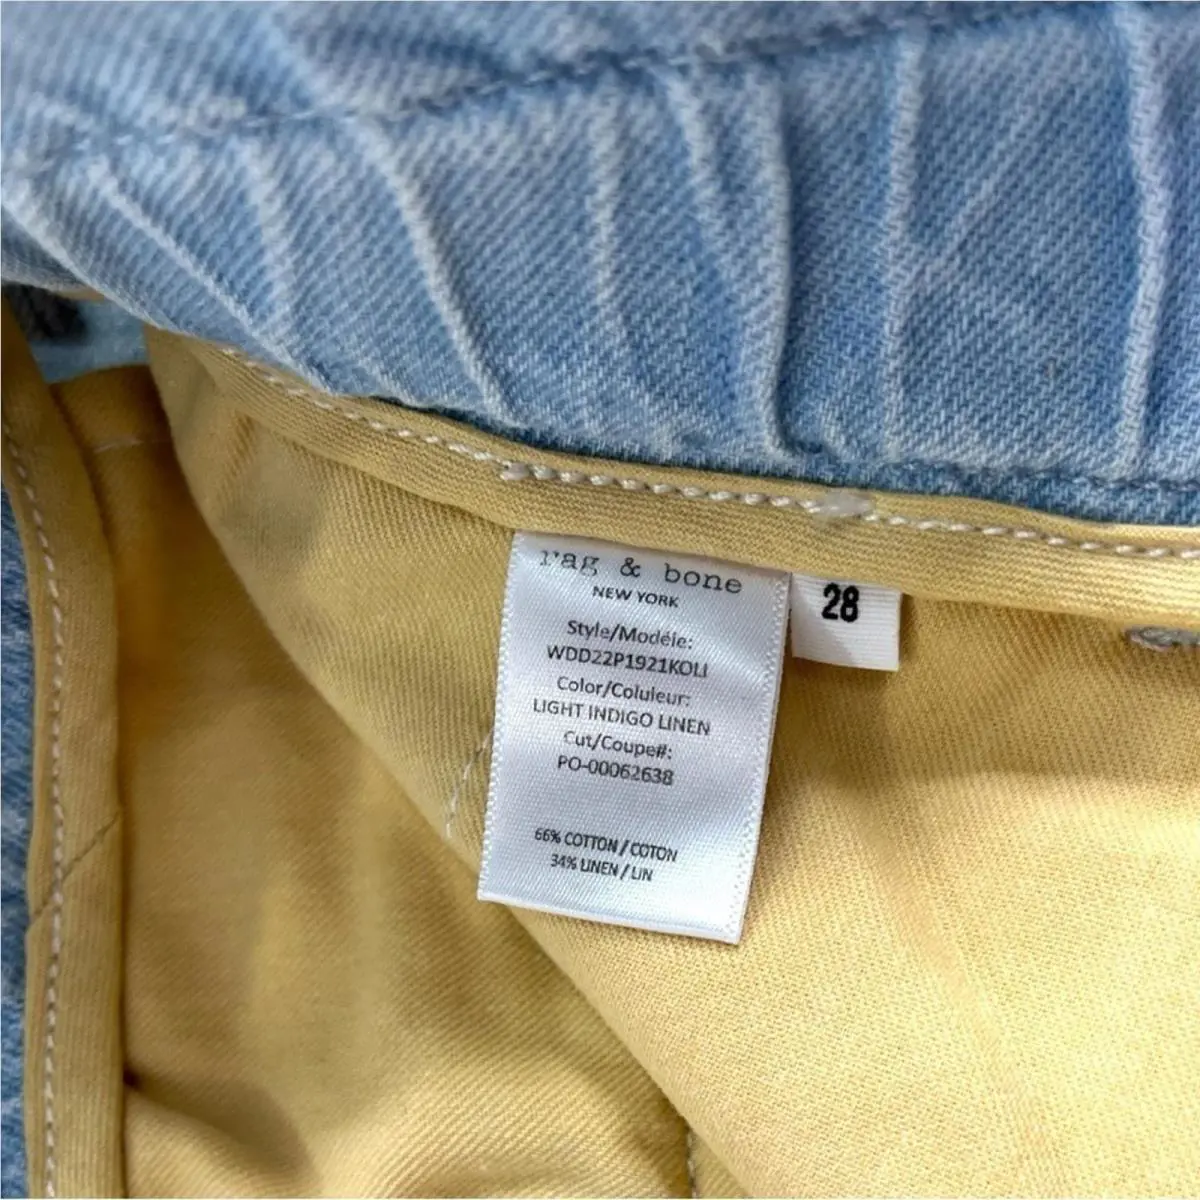 rag & bone
NEW YORK
28
Style/Modéle:
WDD22P1921KOLI
Color/Coluleur:
LIGHT INDIGO LINEN
Cut/Coupe#:
PO-00062638
66% COTTON / COTON
34% LINEN / LIN